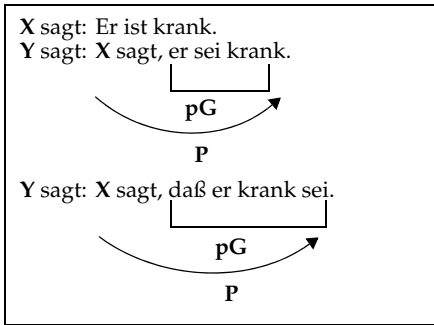 X sagt: Er ist krank.
Y sagt: X sagt, er sei krank.
pG
P
Y sagt: X sagt, daß er krank sei.
pG
P